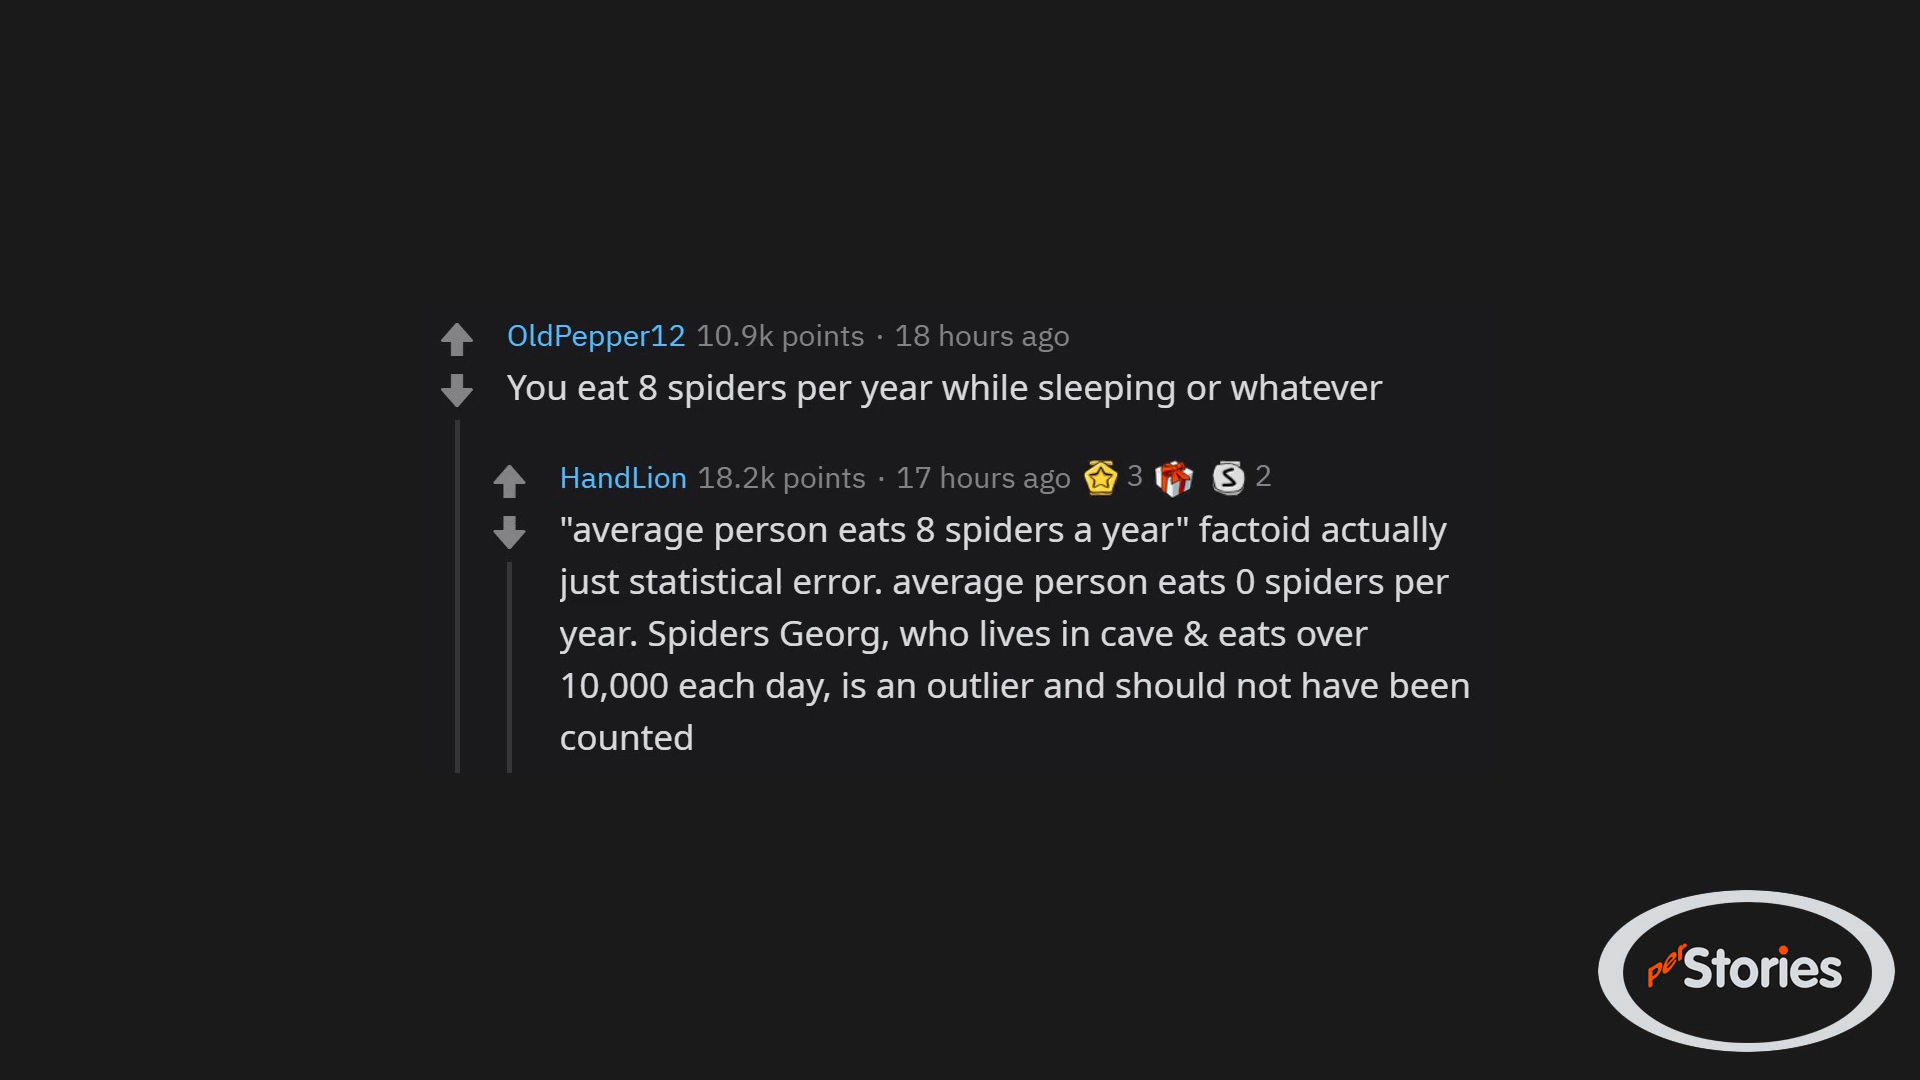 OldPepper12 10.9k points · 18 hours ago
You eat 8 spiders per year while sleeping or whatever
HandLion 18.2k points · 17 hours ago 3 S 2
"average person eats 8 spiders a year" factoid actually
just statistical error. average person eats 0 spiders per
year. Spiders Georg, who lives in cave & eats over
10,000 each day, is an outlier and should not have been
counted
perStories